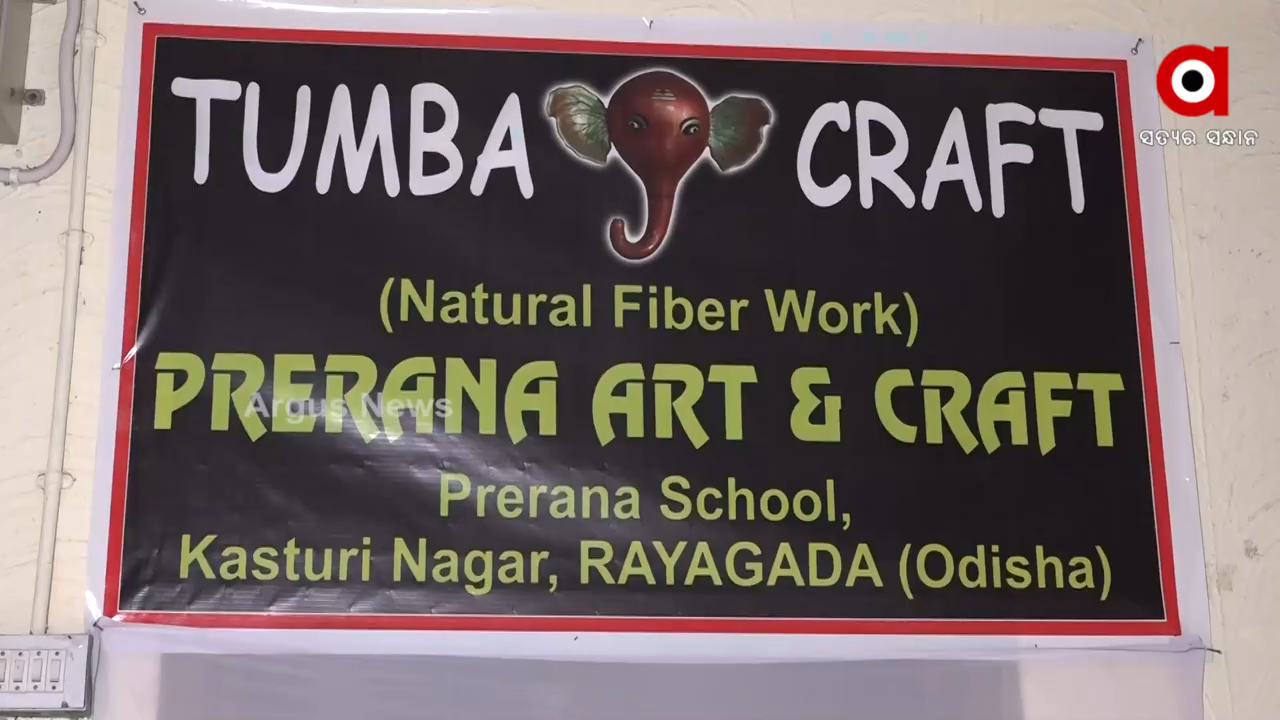 TUMBA CRAFT
(Natural Fiber Work)
PRERANA ART & CRAFT
Prerana School,
Kasturi Nagar, RAYAGADA (Odisha)
Argus News
a
ସତ୍ୟର ସନ୍ଧାନ